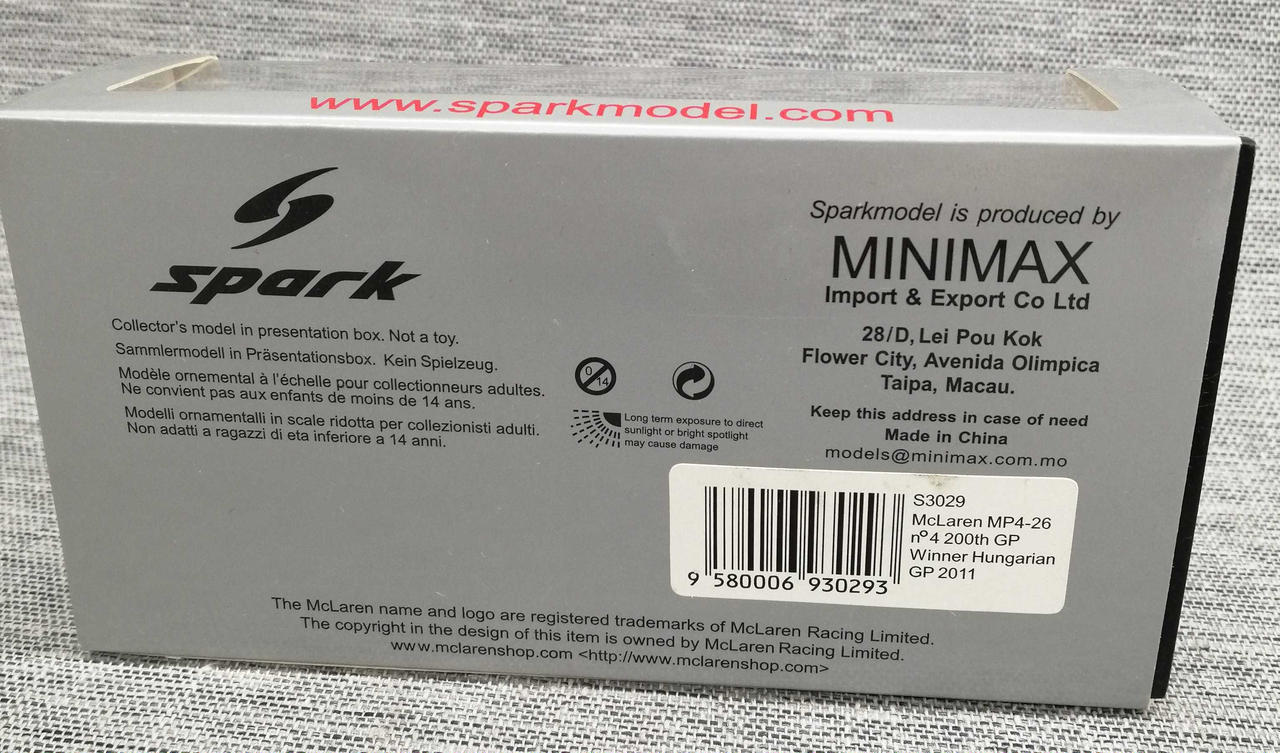 www.sparkmodel.com
spark
Collector's model in presentation box. Not a toy.
Sammlermodell in Präsentationsbox. Kein Spielzeug.
Modèle ornemental à l'échelle pour collectionneurs adultes.
Ne convient pas aux enfants de moins de 14 ans.
Modelli ornamentalli in scale ridotta per collezionisti adulti.
Non adatti a ragazzi di eta inferiore a 14 anni.
0
14
Long term exposure to direct
sunlight or bright spotlight
may cause damage
Sparkmodel is produced by
MINIMAX
Import & Export Co Ltd
28/D, Lei Pou Kok
Flower City, Avenida Olimpica
Taipa, Macau.
Keep this address in case of need
Made in China
models@minimax.com.mo
S3029
McLaren MP4-26
nº4 200th GP
Winner Hungarian
GP 2011
9 580006 930293
The McLaren name and logo are registered trademarks of McLaren Racing Limited.
The copyright in the design of this item is owned by McLaren Racing Limited.
www.mclarenshop.com <http://www.mclarenshop.com>